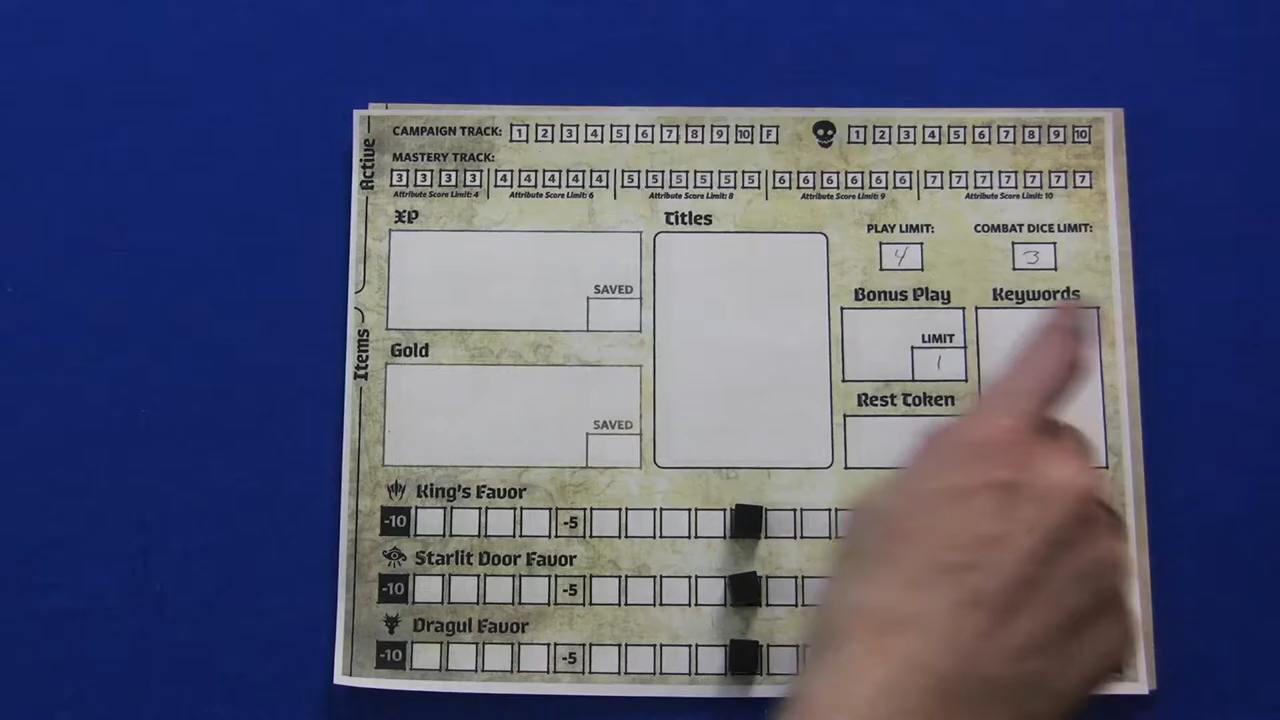 Active
Items
CAMPAIGN TRACK: 1 2 3 4 5 6 7 8 9 10 F
1 2 3 4 5 6 7 8 9 10
MASTERY TRACK:
3 3 3 3 4 4 4 4 4 5 5 5 5 5 5 6 6 6 6 6 6 7 7 7 7 7 7 7
Attribute Score Limit: 4 Attribute Score Limit: 6 Attribute Score Limit: 8 Attribute Score Limit: 9 Attribute Score Limit: 10
XP
SAVED
Gold
SAVED
Titles
PLAY LIMIT:
4
COMBAT DICE LIMIT:
3
Bonus Play
LIMIT
1
Keywords
Rest Token
King's Favor
-10 -5
Starlit Door Favor
-10 -5
Dragul Favor
-10 -5